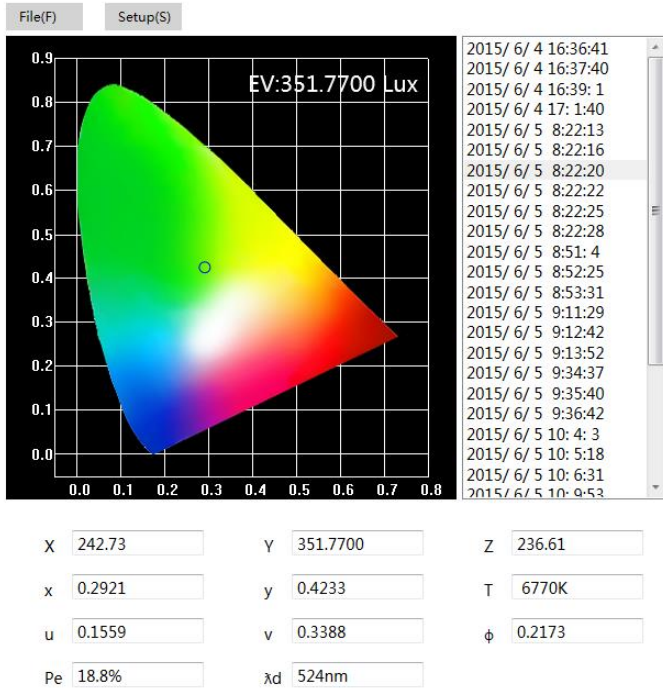 File(F) Setup(S)
EV:351.7700 Lux
0.9
0.8
0.7
0.6
0.5
0.4
0.3
0.2
0.1
0.0
0.0 0.1 0.2 0.3 0.4 0.5 0.6 0.7 0.8
2015/ 6/ 4 16:36:41
2015/ 6/ 4 16:37:40
2015/ 6/ 4 16:39: 1
2015/ 6/ 4 17: 1:40
2015/ 6/ 5 8:22:13
2015/ 6/ 5 8:22:16
2015/ 6/ 5 8:22:20
2015/ 6/ 5 8:22:22
2015/ 6/ 5 8:22:25
2015/ 6/ 5 8:22:28
2015/ 6/ 5 8:51: 4
2015/ 6/ 5 8:52:25
2015/ 6/ 5 8:53:31
2015/ 6/ 5 9:11:29
2015/ 6/ 5 9:12:42
2015/ 6/ 5 9:13:52
2015/ 6/ 5 9:34:37
2015/ 6/ 5 9:35:40
2015/ 6/ 5 9:36:42
2015/ 6/ 5 10: 4: 3
2015/ 6/ 5 10: 5:18
2015/ 6/ 5 10: 6:31
2015/ 6/ 5 10: 9:53
X 242.73 Y 351.7700 Z 236.61
x 0.2921 y 0.4233 T 6770K
u 0.1559 v 0.3388 ϕ 0.2173
Pe 18.8% λd 524nm